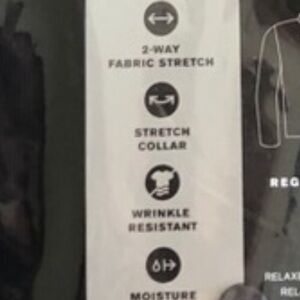 2-WAY
FABRIC STRETCH
STRETCH
COLLAR
WRINKLE
RESISTANT
MOISTURE
REG
RELAXE
REL